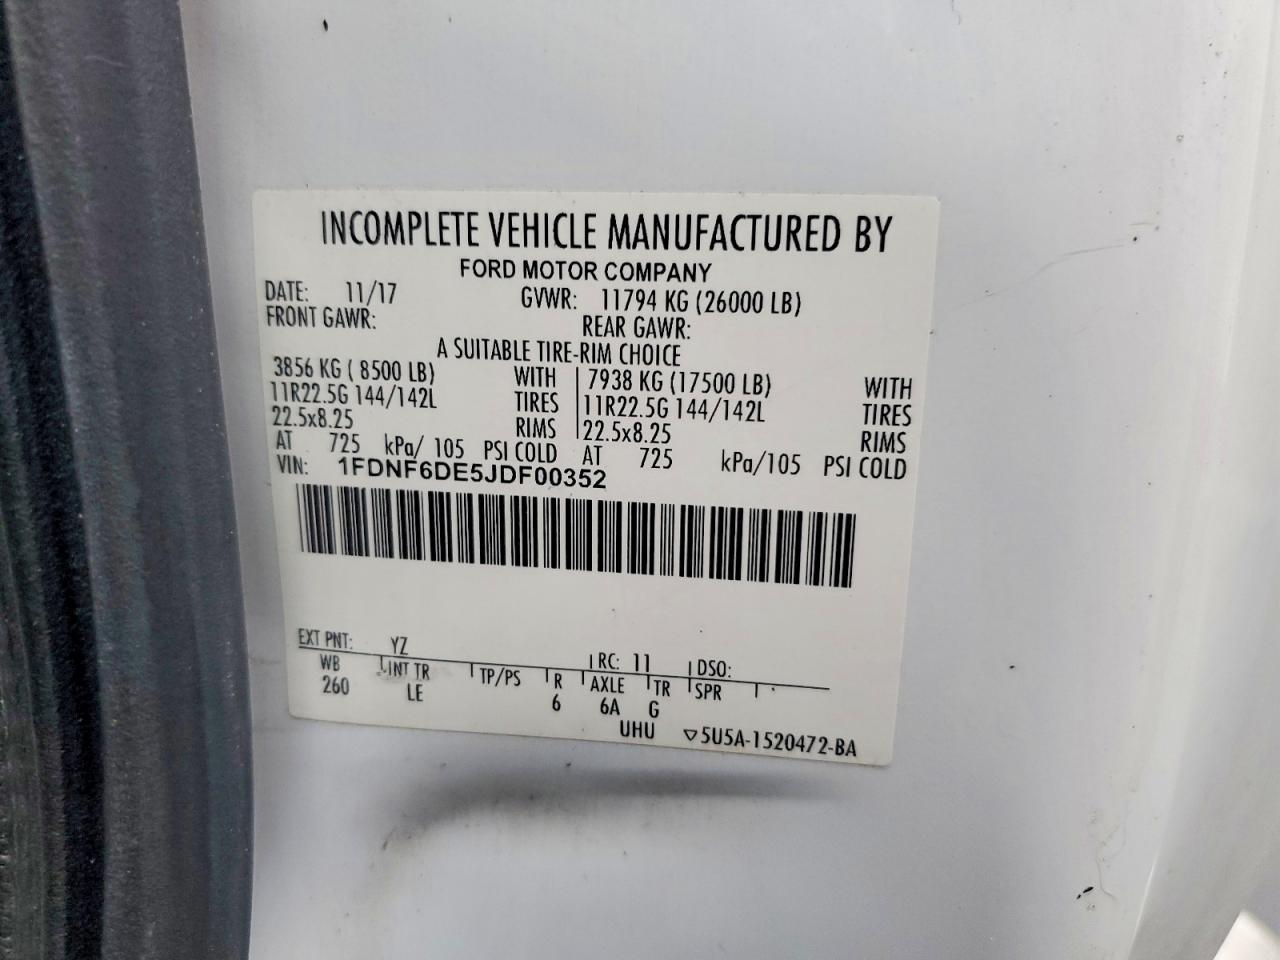 INCOMPLETE VEHICLE MANUFACTURED BY
FORD MOTOR COMPANY
DATE: 11/17 GVWR: 11794 KG (26000 LB)
FRONT GAWR: REAR GAWR:
A SUITABLE TIRE-RIM CHOICE
3856 KG ( 8500 LB) WITH 7938 KG (17500 LB) WITH
11R22.5G 144/142L TIRES 11R22.5G 144/142L TIRES
22.5x8.25 RIMS 22.5x8.25 RIMS
AT 725 kPa/ 105 PSI COLD AT 725 kPa/105 PSI COLD
VIN: 1FDNF6DE5JDF00352
EXT PNT: YZ RC: 11 DSO:
WB INT TR TP/PS R AXLE TR SPR
260 LE 6 6A G
UHU ▽5U5A-1520472-BA